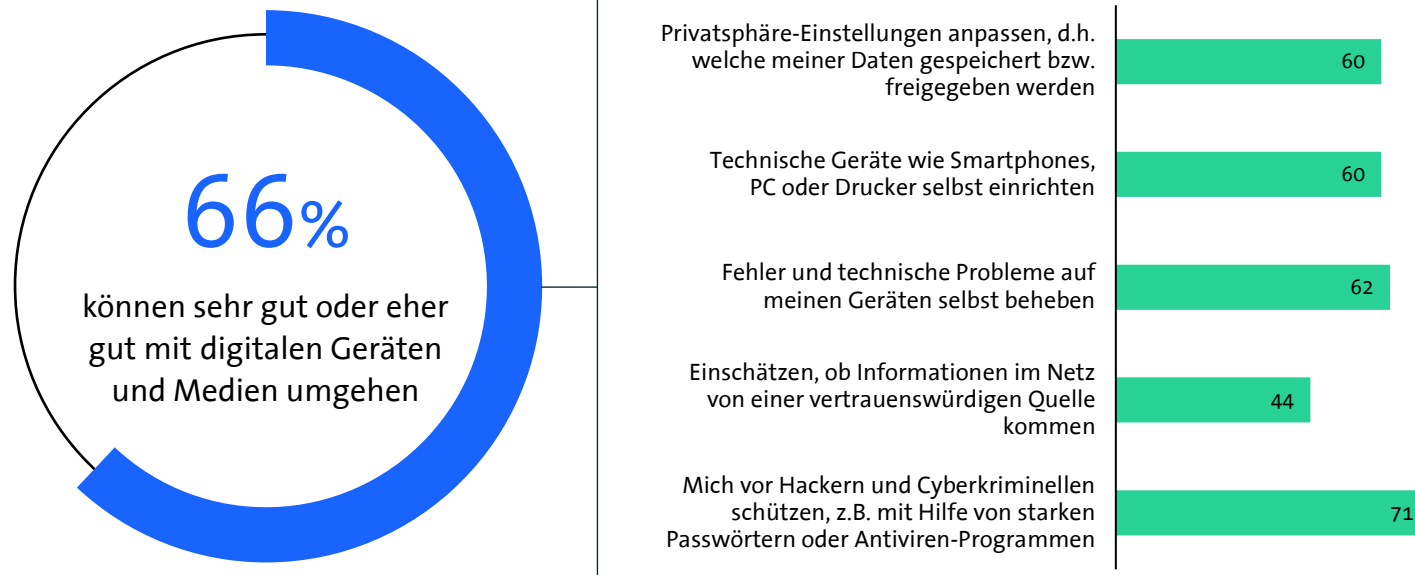 66%
können sehr gut oder eher
gut mit digitalen Geräten
und Medien umgehen
Privatsphäre-Einstellungen anpassen, d.h.
welche meiner Daten gespeichert bzw.
freigegeben werden
60
Technische Geräte wie Smartphones,
PC oder Drucker selbst einrichten
60
Fehler und technische Probleme auf
meinen Geräten selbst beheben
62
Einschätzen, ob Informationen im Netz
von einer vertrauenswürdigen Quelle
kommen
44
Mich vor Hackern und Cyberkriminellen
schützen, z.B. mit Hilfe von starken
Passwörtern oder Antiviren-Programmen
71